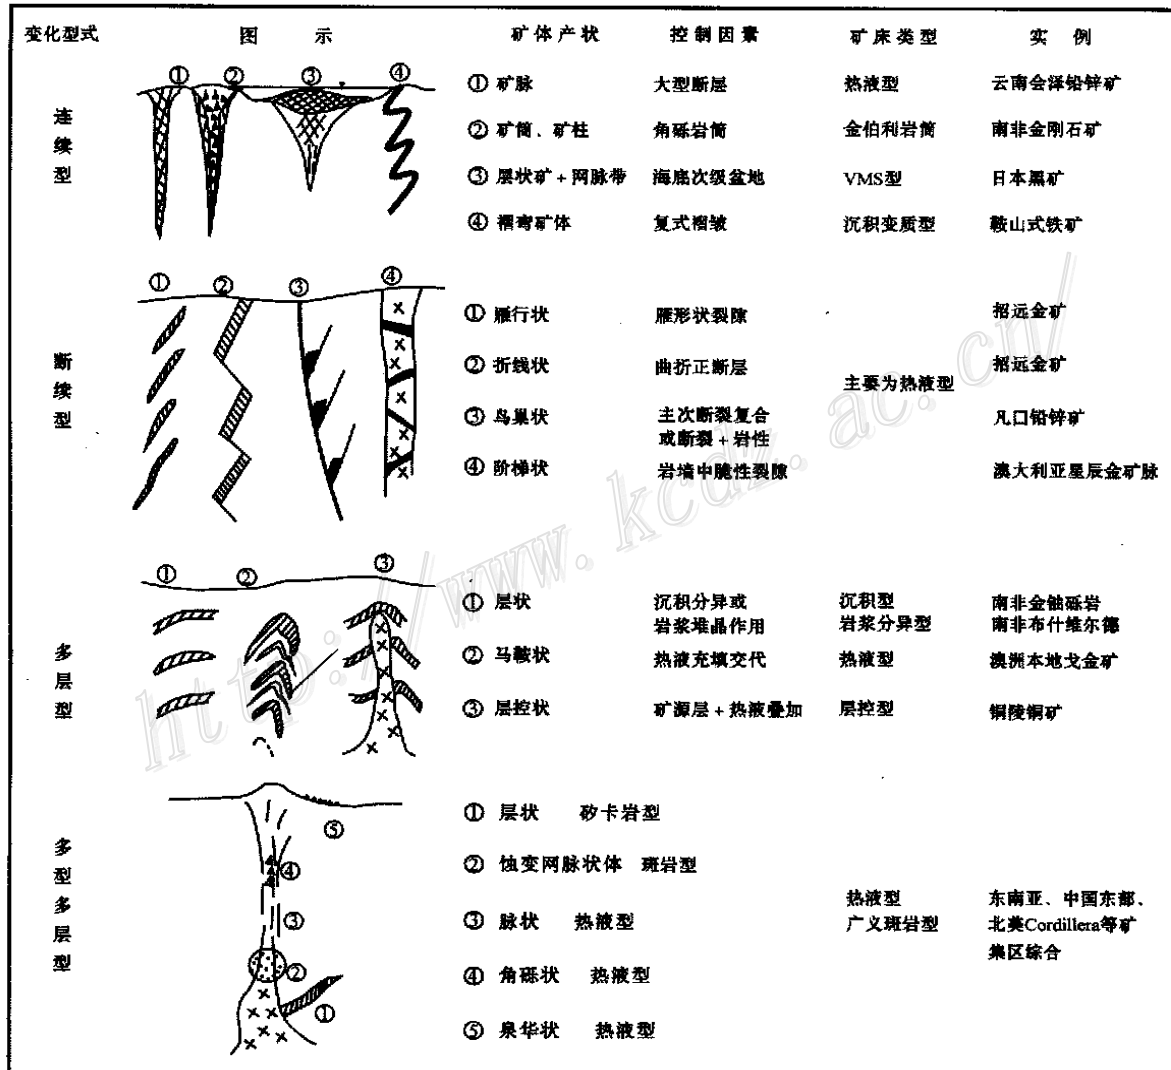 变化型式 图 示 矿体产状 控制因素 矿床类型 实 例
连续型
① ② ③ ④
① 矿脉 大型断层 热液型 云南会泽铅锌矿
② 矿筒、矿柱 角砾岩筒 金伯利岩筒 南非金刚石矿
③ 层状矿+网脉带 海底次级盆地 VMS型 日本黑矿
④ 褶弯矿体 复式褶皱 沉积变质型 鞍山式铁矿
断续型
① ② ③ ④
① 雁行状 雁形状裂隙 招远金矿
② 折线状 曲折正断层 招远金矿
主要为热液型
③ 鸟巢状 主次断裂复合 凡口铅锌矿
或断裂+岩性
④ 阶梯状 岩墙中脆性裂隙 澳大利亚星辰金矿脉
多层型
① ② ③
① 层状 沉积分异或 沉积型 南非金铀砾岩
岩浆堆晶作用 岩浆分异型 南非布什维尔德
② 马鞍状 热液充填交代 热液型 澳洲本地戈金矿
③ 层控状 矿源层+热液叠加 层控型 铜陵铜矿
多型多层型
⑤
④
③
②
①
① 层状 矽卡岩型
② 蚀变网脉状体 斑岩型
③ 脉状 热液型
④ 角砾状 热液型
⑤ 泉华状 热液型
热液型 东南亚、中国东部、
广义斑岩型 北美Cordillera等矿
集区综合
http://www.kcdz.ac.cn/